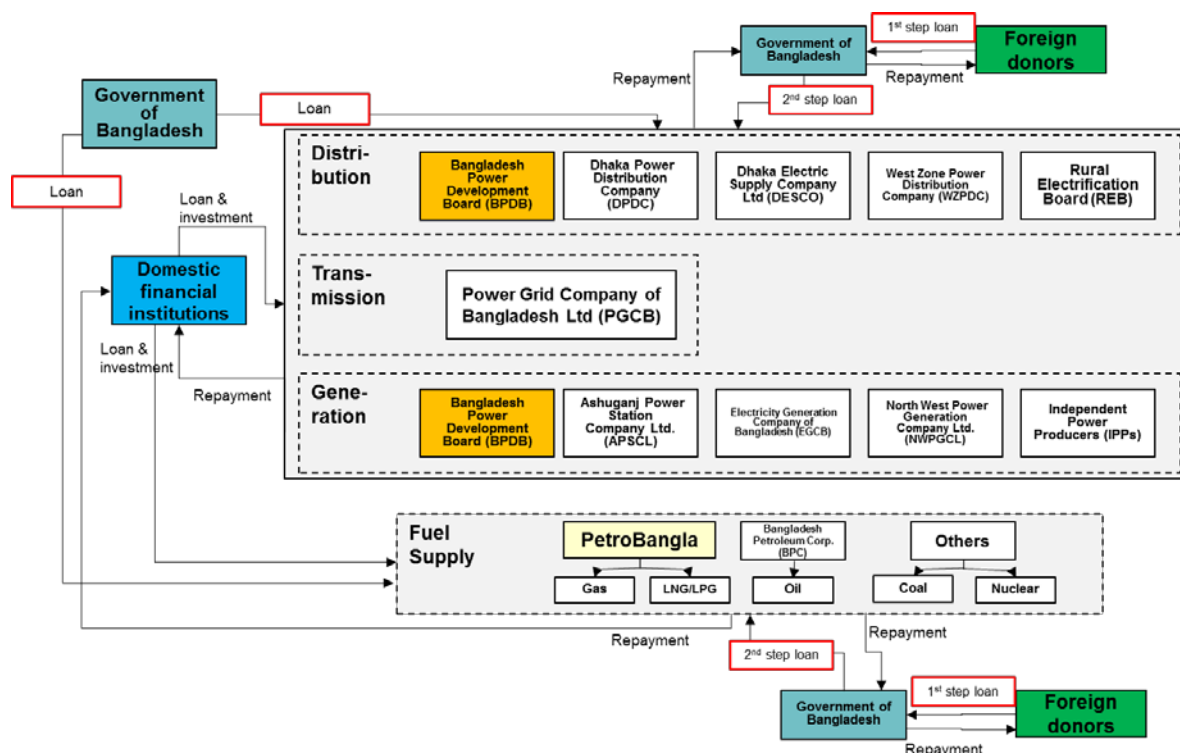 1st step loan
Government of
Bangladesh
Foreign
donors
Repayment
Repayment
2nd step loan
Government
of
Bangladesh
Loan
Loan
Distri-
bution
Bangladesh
Power
Development
Board (BPDB)
Dhaka Power
Distribution
Company
(DPDC)
Dhaka Electric
Supply Company
Ltd (DESCO)
West Zone Power
Distribution
Company (WZPDC)
Rural
Electrification
Board (REB)
Loan &
investment
Domestic
financial
institutions
Trans-
mission
Power Grid Company of
Bangladesh Ltd (PGCB)
Loan &
investment
Repayment
Gene-
ration
Bangladesh
Power
Development
Board (BPDB)
Ashuganj Power
Station
Company Ltd.
(APSCL)
Electricity Generation
Company of
Bangladesh (EGCB)
North West Power
Generation
Company Ltd.
(NWPGCL)
Independent
Power
Producers (IPPs)
Fuel
Supply
PetroBangla
Bangladesh
Petroleum Corp.
(BPC)
Others
Gas
LNG/LPG
Oil
Coal
Nuclear
Repayment
Repayment
2nd step loan
1st step loan
Government of
Bangladesh
Foreign
donors
Repayment